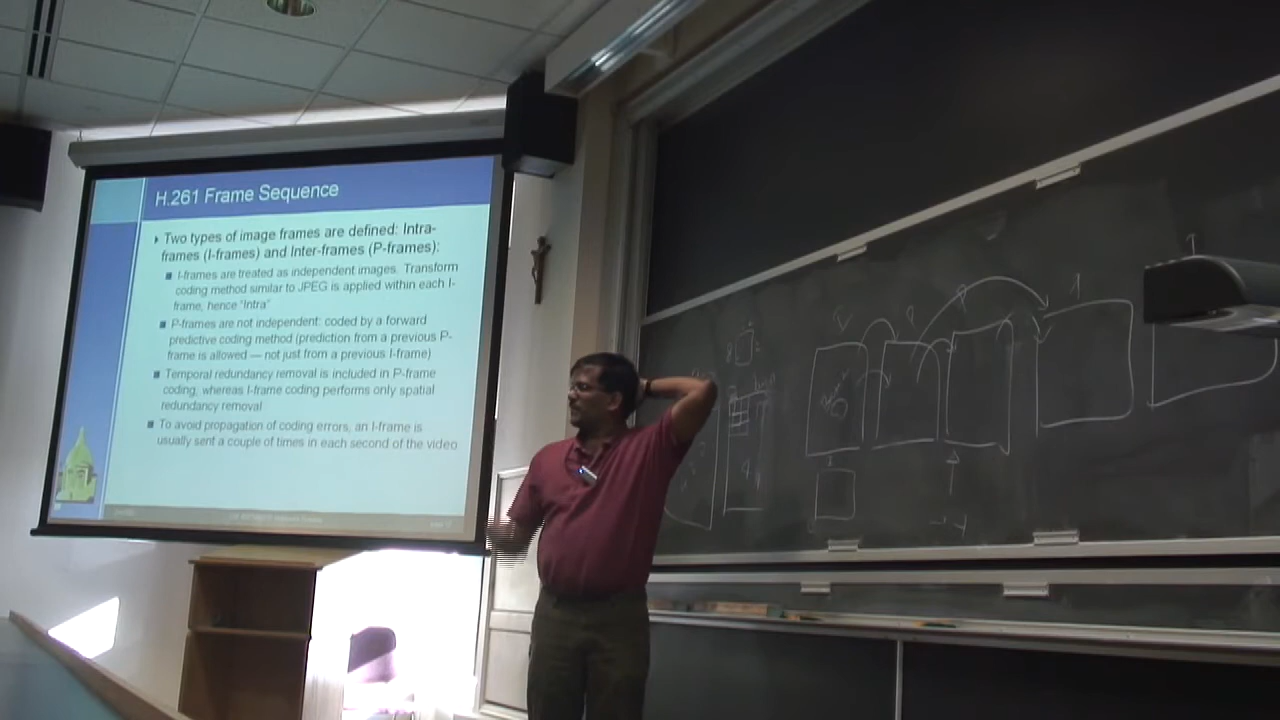 H.261 Frame Sequence
Two types of image frames are defined: Intra-
frames (I-frames) and Inter-frames (P-frames):
I-frames are treated as independent images. Transform
coding method similar to JPEG is applied within each I-
frame, hence "Intra"
P-frames are not independent: coded by a forward
predictive coding method (prediction from a previous P-
frame is allowed — not just from a previous I-frame)
Temporal redundancy removal is included in P-frame
coding, whereas I-frame coding performs only spatial
redundancy removal
To avoid propagation of coding errors, an I-frame is
usually sent a couple of times in each second of the video